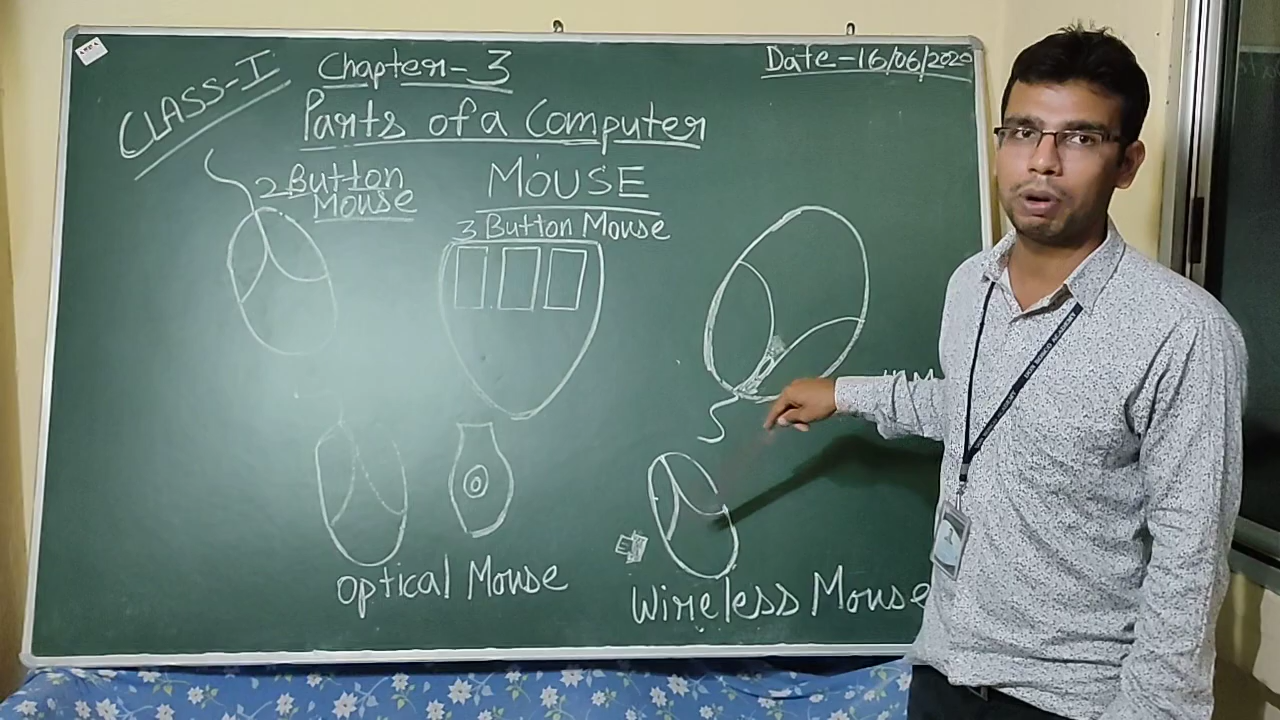 CLASS-I
Chapter-3
Date-16/06/2020
Parts of a Computer
2 Button
Mouse
MOUSE
3 Button Mouse
Optical Mouse
Wireless Mouse